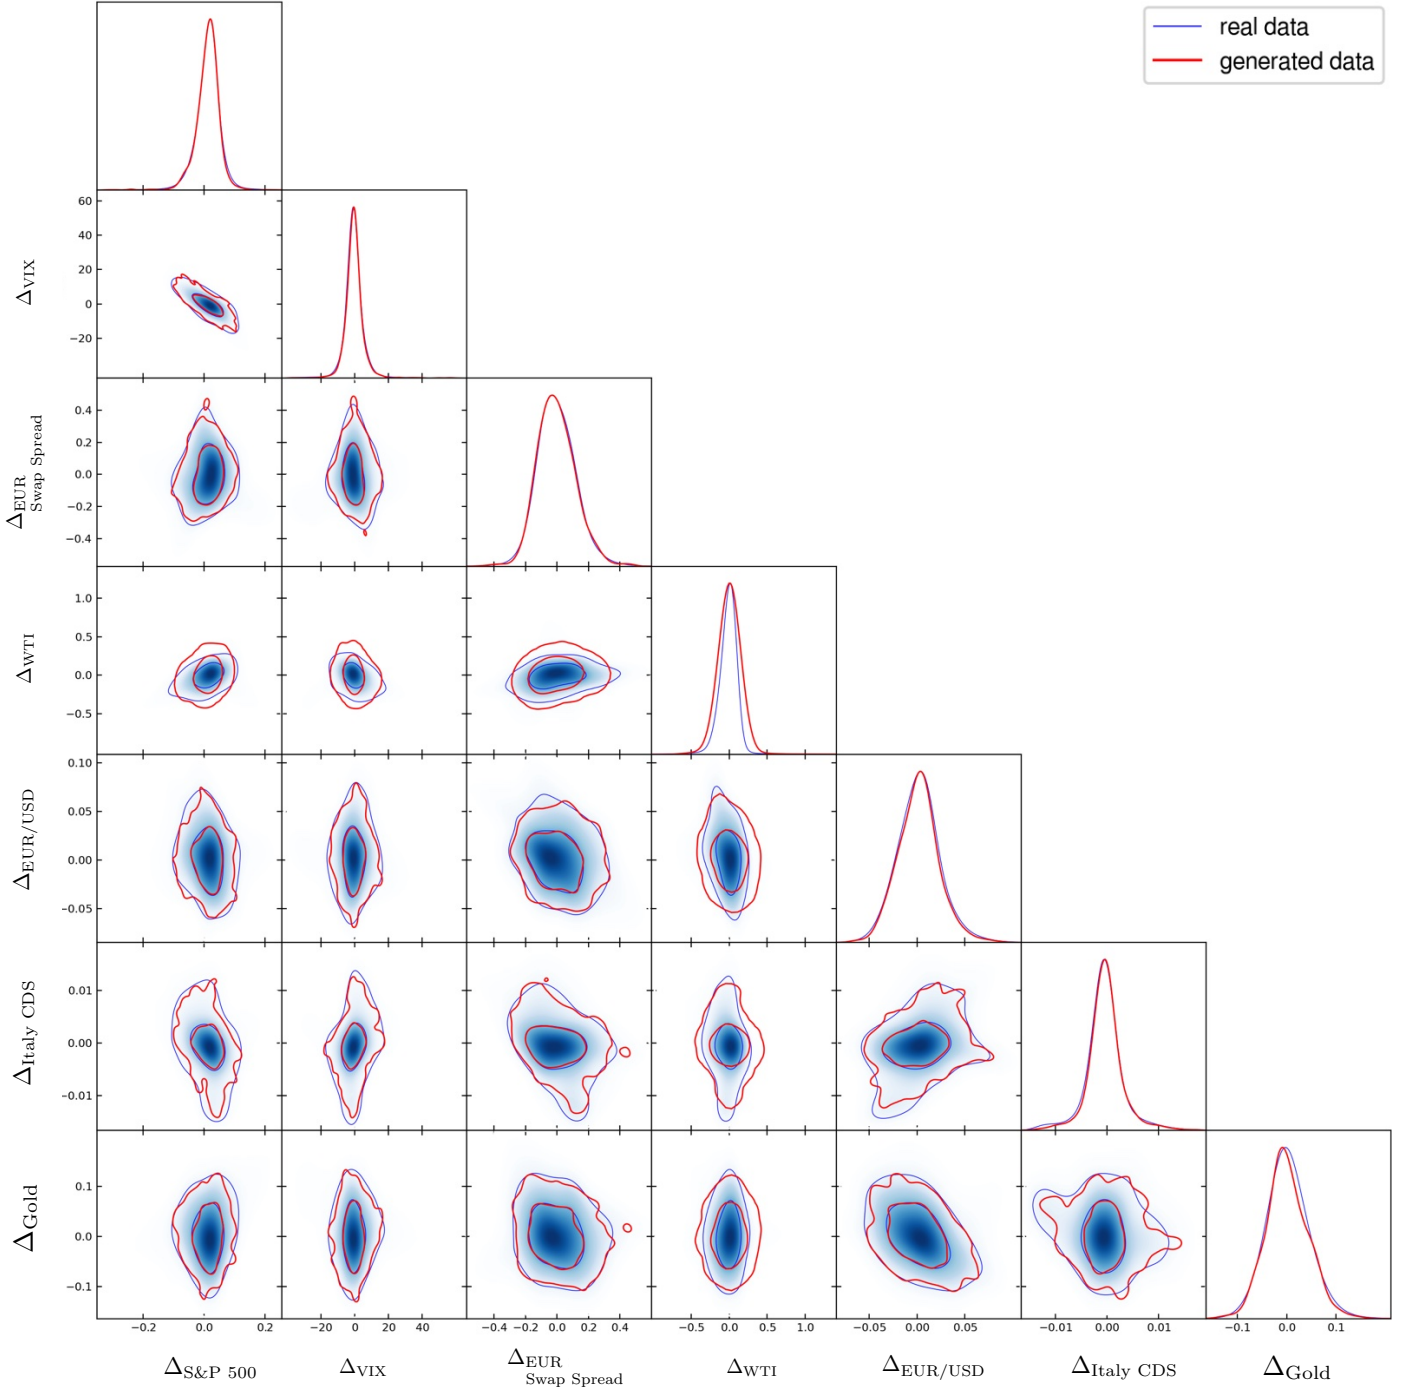 real data
generated data
60
40
20
0
−20
ΔVIX
0.4
0.2
0.0
−0.2
−0.4
ΔEUR
Swap Spread
1.0
0.5
0.0
−0.5
ΔWTI
0.10
0.05
0.00
−0.05
ΔEUR/USD
0.01
0.00
−0.01
ΔItaly CDS
0.1
0.0
−0.1
ΔGold
−0.2 0.0 0.2 −20 0 20 40 −0.4 −0.2 0.0 0.2 0.4 −0.5 0.0 0.5 1.0 −0.05 0.00 0.05 −0.01 0.00 0.01 −0.1 0.0 0.1
ΔS&P 500 ΔVIX ΔEUR ΔWTI ΔEUR/USD ΔItaly CDS ΔGold
Swap Spread